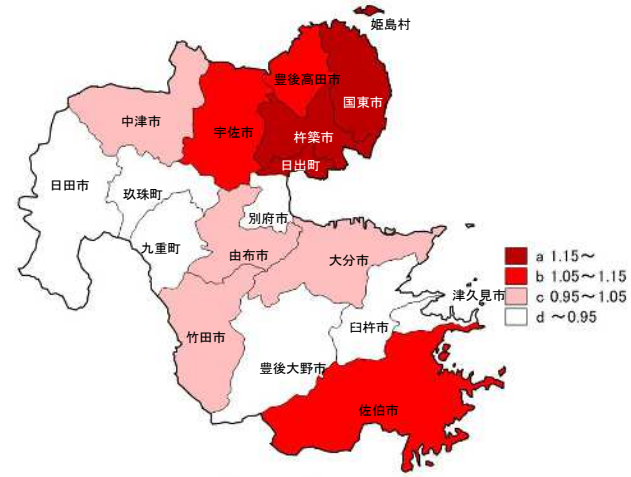 姫島村
豊後高田市
国東市
中津市
宇佐市
杵築市
日出町
日田市
玖珠町
別府市
九重町
由布市
大分市
a 1.15～
b 1.05～1.15
c 0.95～1.05
d ～0.95
津久見市
臼杵市
竹田市
豊後大野市
佐伯市